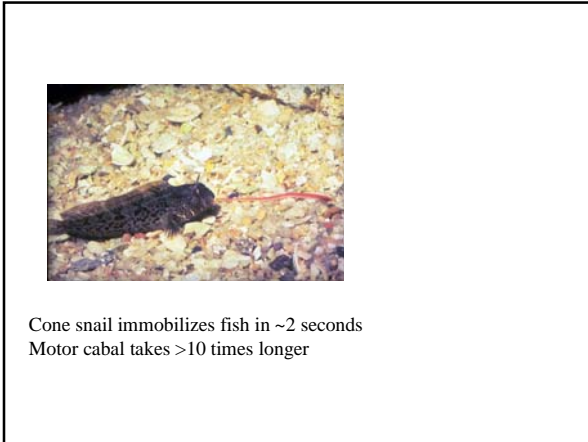 Cone snail immobilizes fish in ~2 seconds
Motor cabal takes >10 times longer